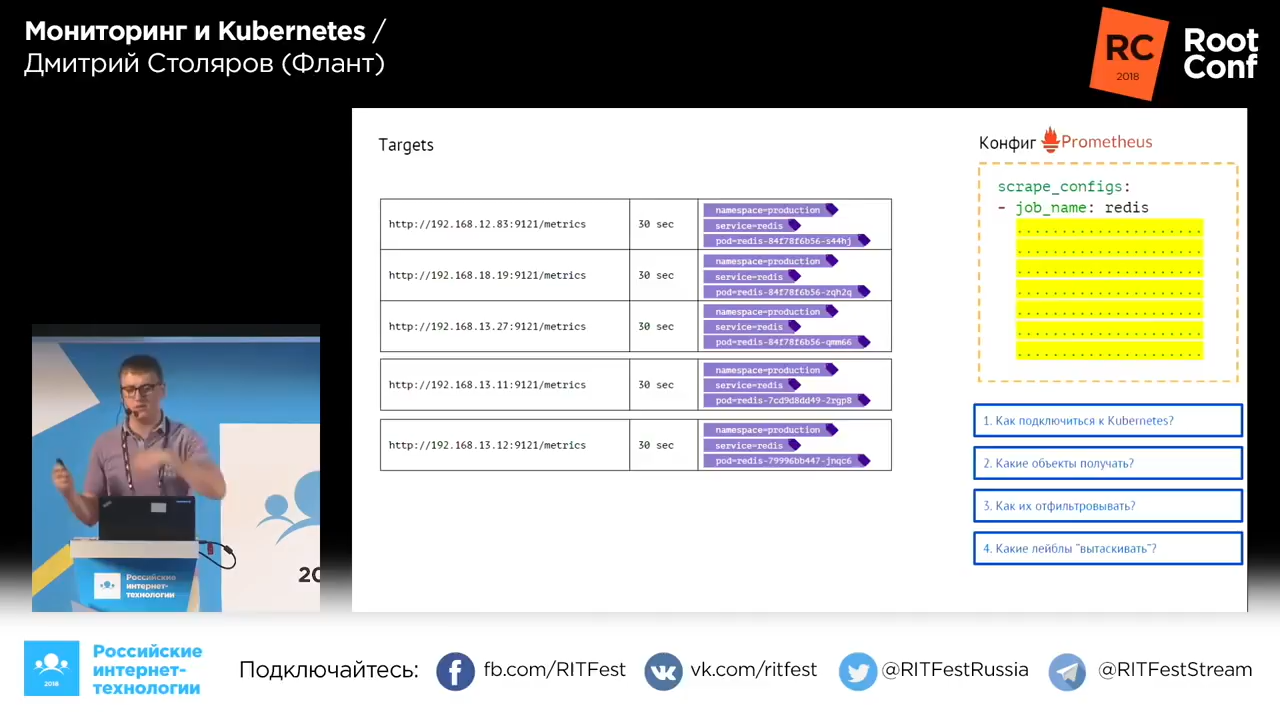 Мониторинг и Kubernetes /
Дмитрий Столяров (Флант)
RC
2018
Root
Conf
Targets
http://192.168.12.83:9121/metrics 30 sec namespace=production
service=redis
pod=redis-84f78f6b56-s44hj
http://192.168.18.19:9121/metrics 30 sec namespace=production
service=redis
pod=redis-84f78f6b56-zqh2q
http://192.168.13.27:9121/metrics 30 sec namespace=production
service=redis
pod=redis-84f78f6b56-qmm66
http://192.168.13.11:9121/metrics 30 sec namespace=production
service=redis
pod=redis-7cd9d8dd49-2rgp8
http://192.168.13.12:9121/metrics 30 sec namespace=production
service=redis
pod=redis-79996bb447-jnqc6
Конфиг Prometheus
scrape_configs:
- job_name: redis
. . . . . . . . . . . . . . . . . . . . .
. . . . . . . . . . . . . . . . . . . . .
. . . . . . . . . . . . . . . . . . . . .
. . . . . . . . . . . . . . . . . . . . .
. . . . . . . . . . . . . . . . . . . . .
. . . . . . . . . . . . . . . . . . . . .
. . . . . . . . . . . . . . . . . . . . .
1. Как подключиться к Kubernetes?
2. Какие объекты получать?
3. Как их отфильтровывать?
4. Какие лейблы "вытаскивать"?
Российские
интернет-
технологии
20
2018
Российские
интернет-
технологии
Подключайтесь: fb.com/RITFest vk.com/ritfest @RITFestRussia @RITFestStream